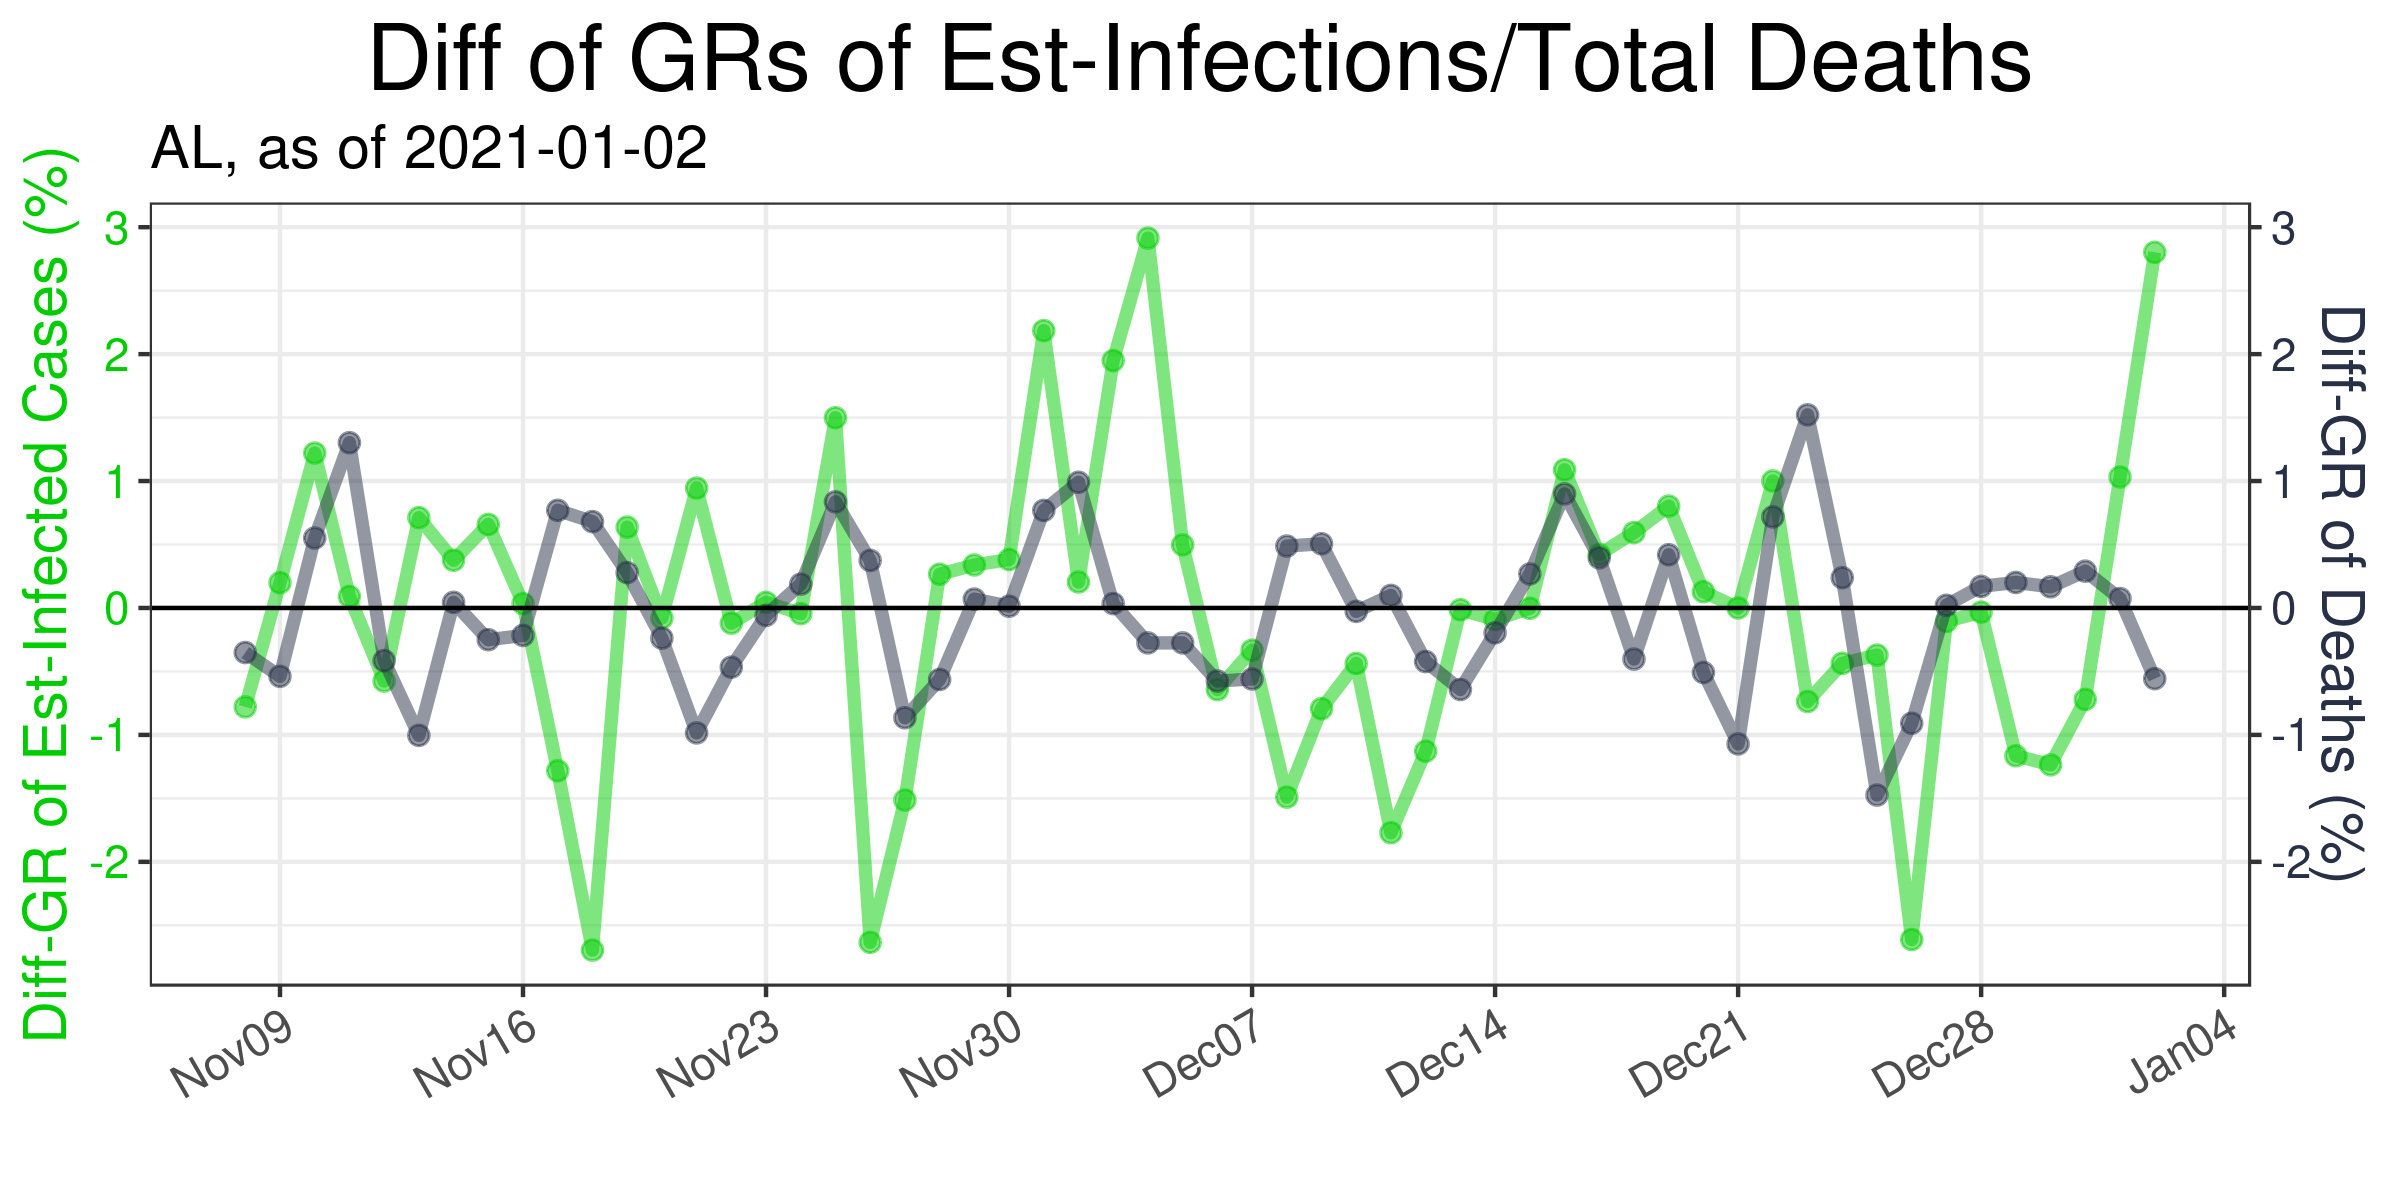 Diff of GRs of Est-Infections/Total Deaths
AL, as of 2021-01-02
Diff-GR of Est-Infected Cases (%)
3
2
1
0
-1
-2
3
2
1
0
-1
-2
Diff-GR of Deaths (%)
Nov09
Nov16
Nov23
Nov30
Dec07
Dec14
Dec21
Dec28
Jan04